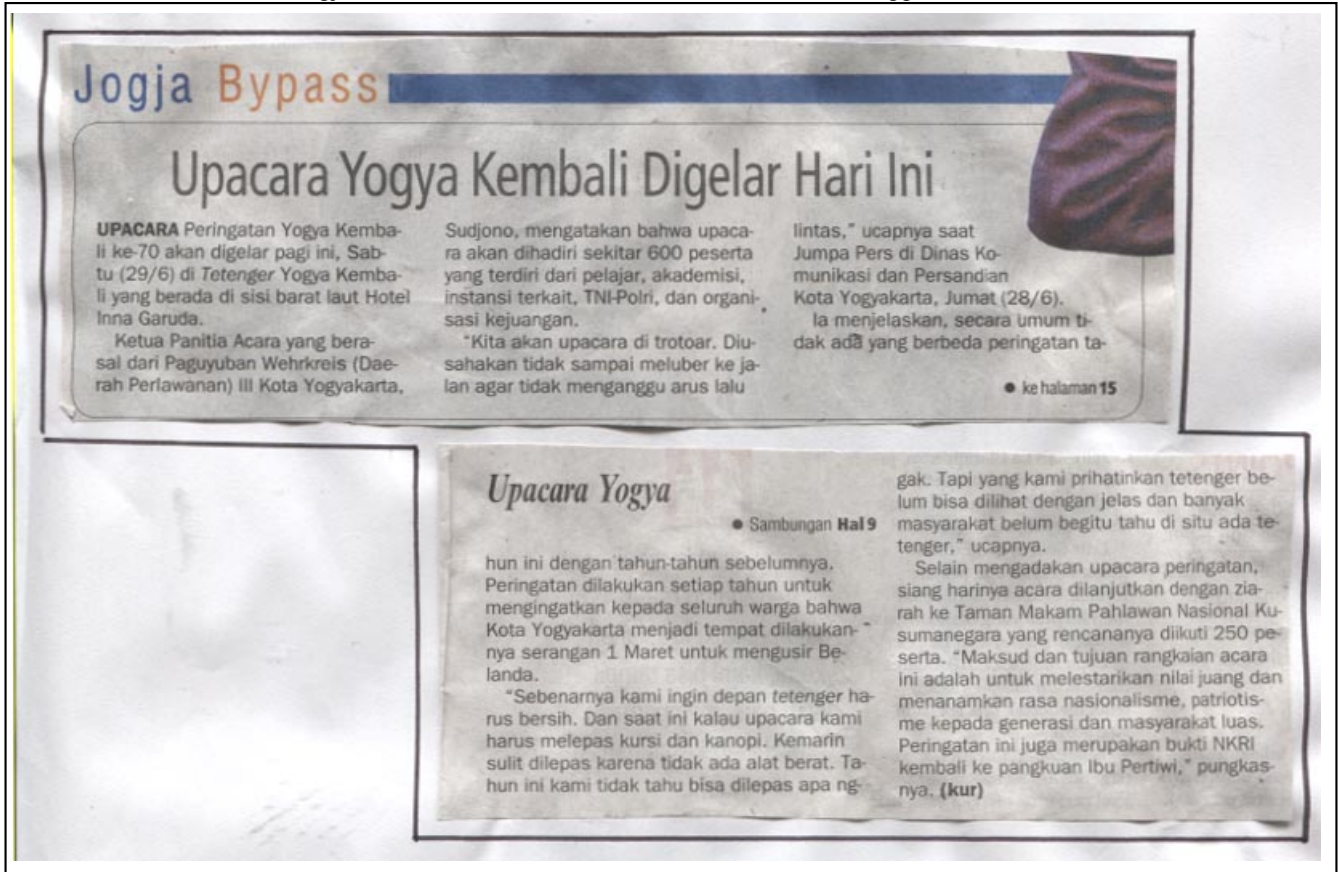 Jogja Bypass
Upacara Yogya Kembali Digelar Hari Ini
UPACARA Peringatan Yogya Kemba-
li ke-70 akan digelar pagi ini, Sab-
tu (29/6) di Tetenger Yogya Kemba-
li yang berada di sisi barat laut Hotel
Inna Garuda.
Ketua Panitia Acara yang bera-
sal dari Paguyuban Wehrkreis (Dae-
rah Perlawanan) III Kota Yogyakarta,
Sudjono, mengatakan bahwa upaca-
ra akan dihadiri sekitar 600 peserta
yang terdiri dari pelajar, akademisi,
instansi terkait, TNI-Polri, dan organi-
sasi kejuangan.
"Kita akan upacara di trotoar. Diu-
sahakan tidak sampai meluber ke ja-
lan agar tidak menganggu arus lalu
lintas," ucapnya saat
Jumpa Pers di Dinas Ko-
munikasi dan Persandian
Kota Yogyakarta, Jumat (28/6).
Ia menjelaskan, secara umum ti-
dak ada yang berbeda peringatan ta-
● ke halaman 15
Upacara Yogya
● Sambungan Hal 9
hun ini dengan tahun-tahun sebelumnya.
Peringatan dilakukan setiap tahun untuk
mengingatkan kepada seluruh warga bahwa
Kota Yogyakarta menjadi tempat dilakukan-
nya serangan 1 Maret untuk mengusir Be-
landa.
"Sebenarnya kami ingin depan tetenger ha-
rus bersih. Dan saat ini kalau upacara kami
harus melepas kursi dan kanopi. Kemarin
sulit dilepas karena tidak ada alat berat. Ta-
hun ini kami tidak tahu bisa dilepas apa ng-
gak. Tapi yang kami prihatinkan tetenger be-
lum bisa dilihat dengan jelas dan banyak
masyarakat belum begitu tahu di situ ada te-
tenger," ucapnya.
Selain mengadakan upacara peringatan,
siang harinya acara dilanjutkan dengan zia-
rah ke Taman Makam Pahlawan Nasional Ku-
sumanegara yang rencananya diikuti 250 pe-
serta. "Maksud dan tujuan rangkaian acara
ini adalah untuk melestarikan nilai juang dan
menanamkan rasa nasionalisme, patriotis-
me kepada generasi dan masyarakat luas.
Peringatan ini juga merupakan bukti NKRI
kembali ke pangkuan Ibu Pertiwi," pungkas-
nya. (kur)